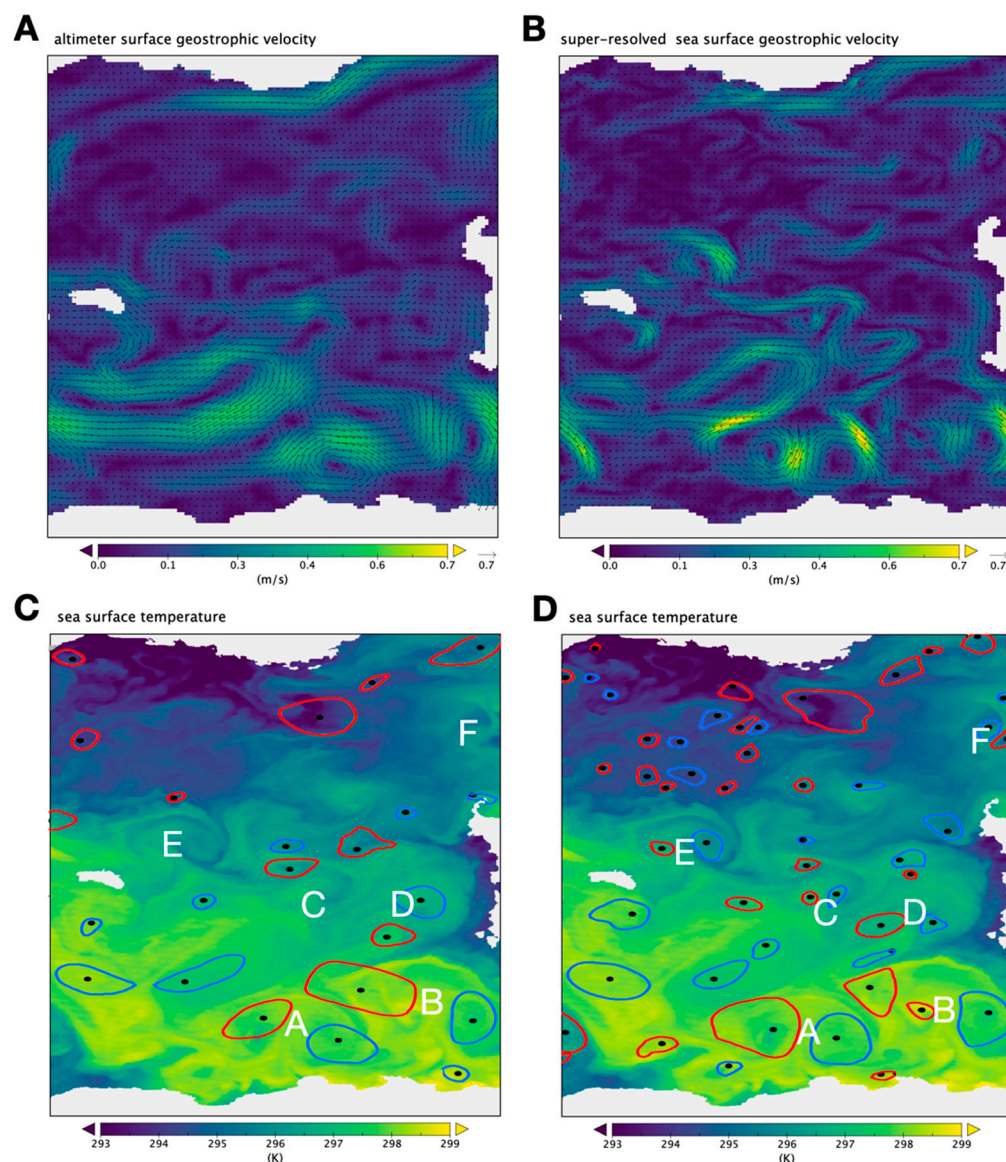 A altimeter surface geostrophic velocity
B super-resolved sea surface geostrophic velocity
0.0 0.1 0.3 0.4 0.6 0.7 0.7
(m/s)
0.0 0.1 0.3 0.4 0.6 0.7 0.7
(m/s)
C sea surface temperature
D sea surface temperature
F
E
C D
B
A
F
E
C D
B
A
293 294 295 296 297 298 299
(K)
293 294 295 296 297 298 299
(K)